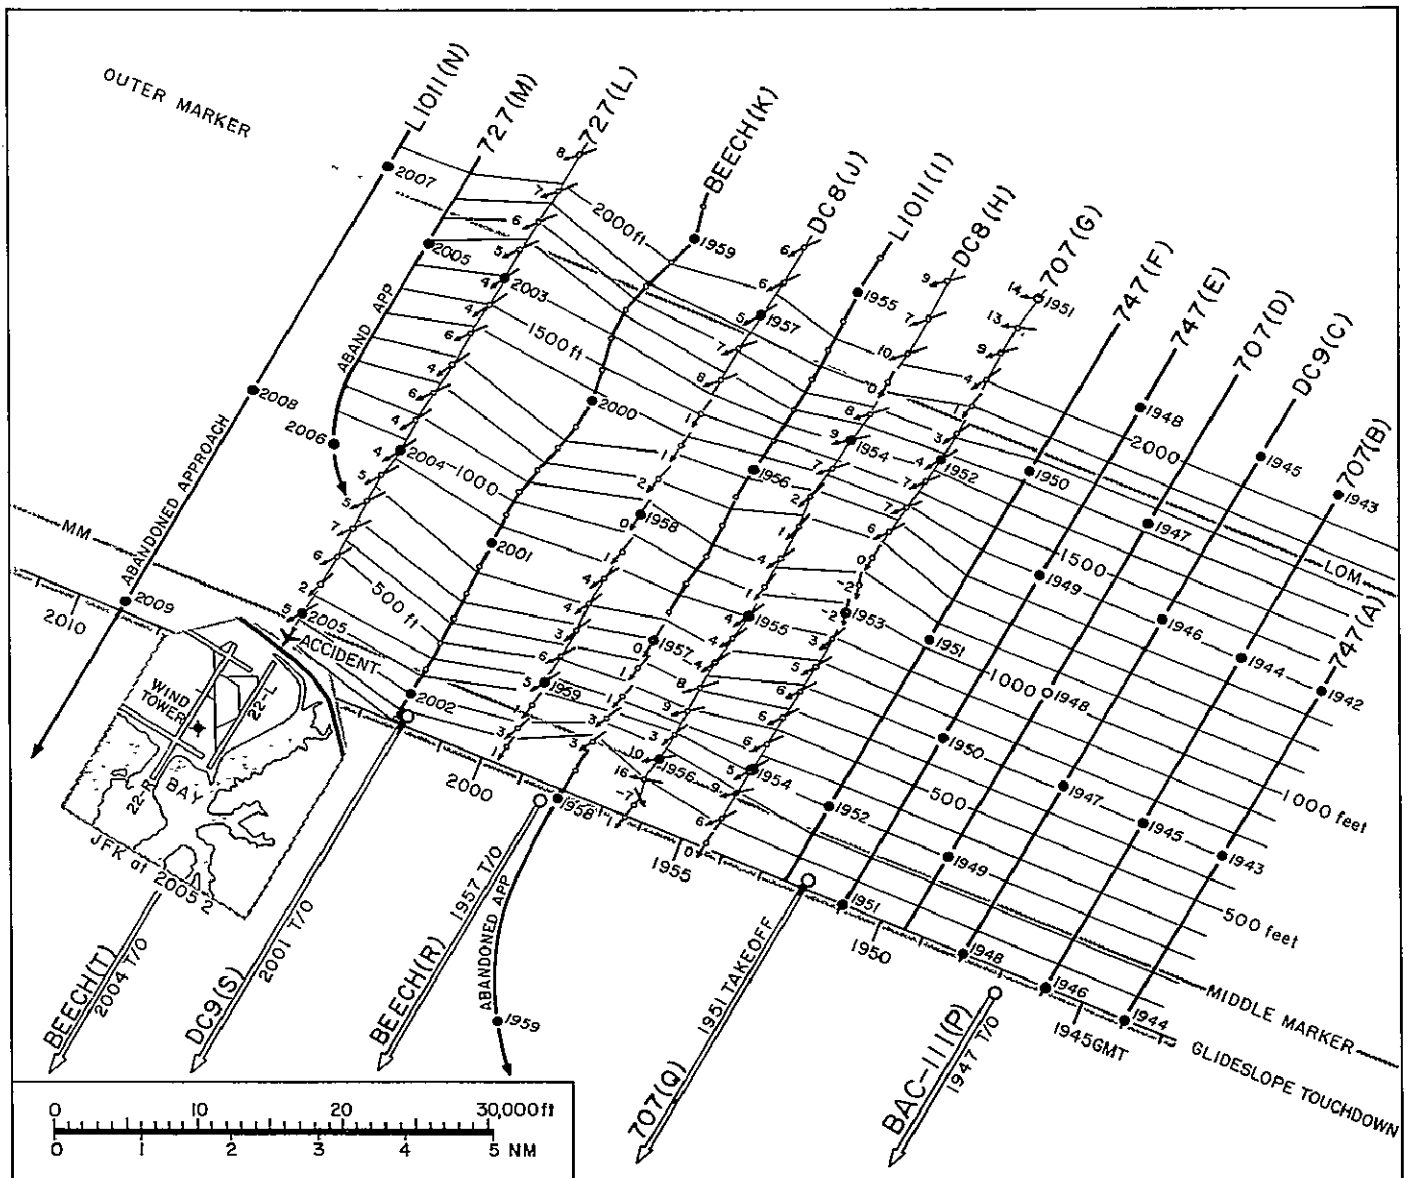 OUTER MARKER
L1011(N)
727(M)
727(L)
BEECH(K)
DC8(J)
L1011(I)
DC8(H)
707(G)
747(F)
747(E)
707(D)
DC9(C)
707(B)
747(A)
2007
2005
2003
1959
1957
1955
1951
2000ft
1500ft
1000
500 ft
ABAND APP
2008
2006
2004
2000
1958
1956
1954
1952
1950
1948
1945
1943
2000
1500
LOM
ABANDONED APPROACH
MM
2001
1947
1949
1946
1944
1942
2009
2010
2005
ACCIDENT
1957
1955
1953
1951
1000
1948
WIND
TOWER
22-L
22-R
BAY
JFK at 2005 2
2002
1959
2000
1956
1954
1950
1947
1945
1943
1000 feet
1958
1955
1952
500
1949
500 feet
1951
1950
1948
1946
1944
1945GMT
MIDDLE MARKER
GLIDESLOPE TOUCHDOWN
BEECH(T)
2004 T/O
DC9(S)
2001 T/O
BEECH(R)
1957 T/O
ABANDONED APP
1959
707(Q)
1951 TAKEOFF
BAC-111(P)
1947 T/O
0 10 20 30,000ft
0 1 2 3 4 5 NM